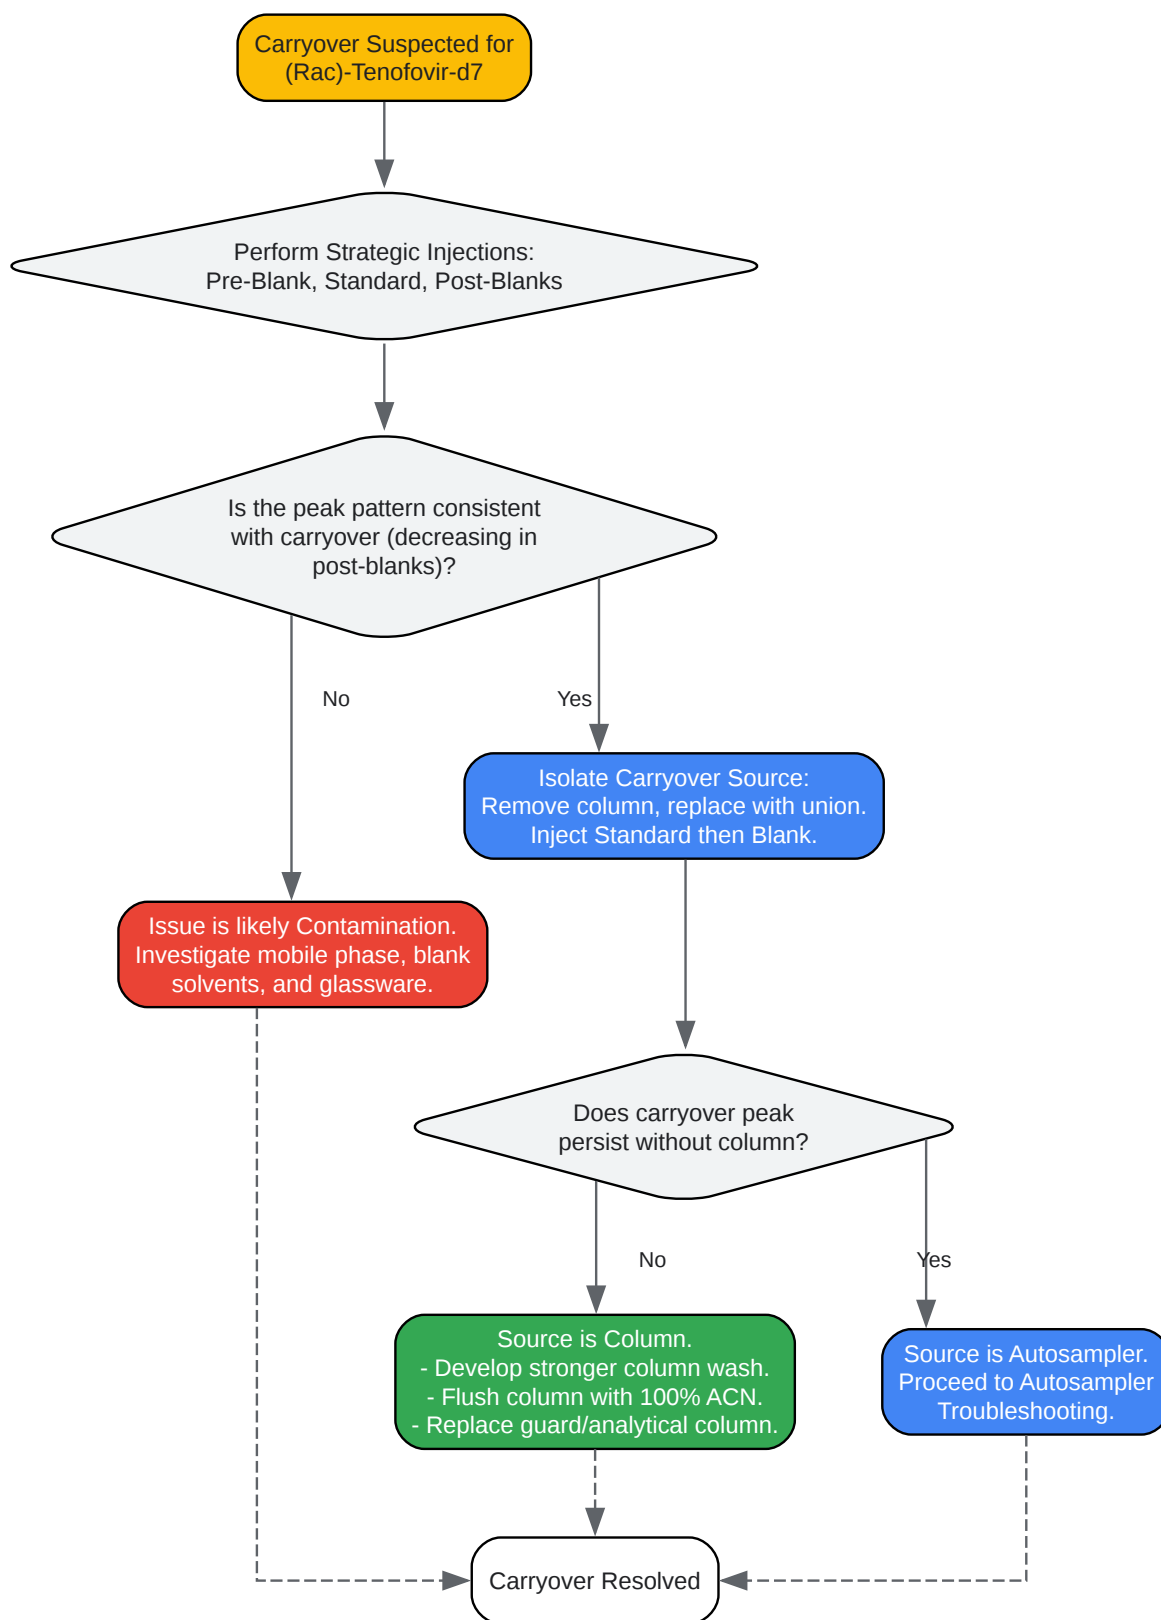 Carryover Suspected for
(Rac)-Tenofovir-d7
Perform Strategic Injections:
Pre-Blank, Standard, Post-Blanks
Is the peak pattern consistent
with carryover (decreasing in
post-blanks)?
No
Yes
Isolate Carryover Source:
Remove column, replace with union.
Inject Standard then Blank.
Issue is likely Contamination.
Investigate mobile phase, blank
solvents, and glassware.
Does carryover peak
persist without column?
No
Yes
Source is Column.
- Develop stronger column wash.
- Flush column with 100% ACN.
- Replace guard/analytical column.
Source is Autosampler.
Proceed to Autosampler
Troubleshooting.
Carryover Resolved